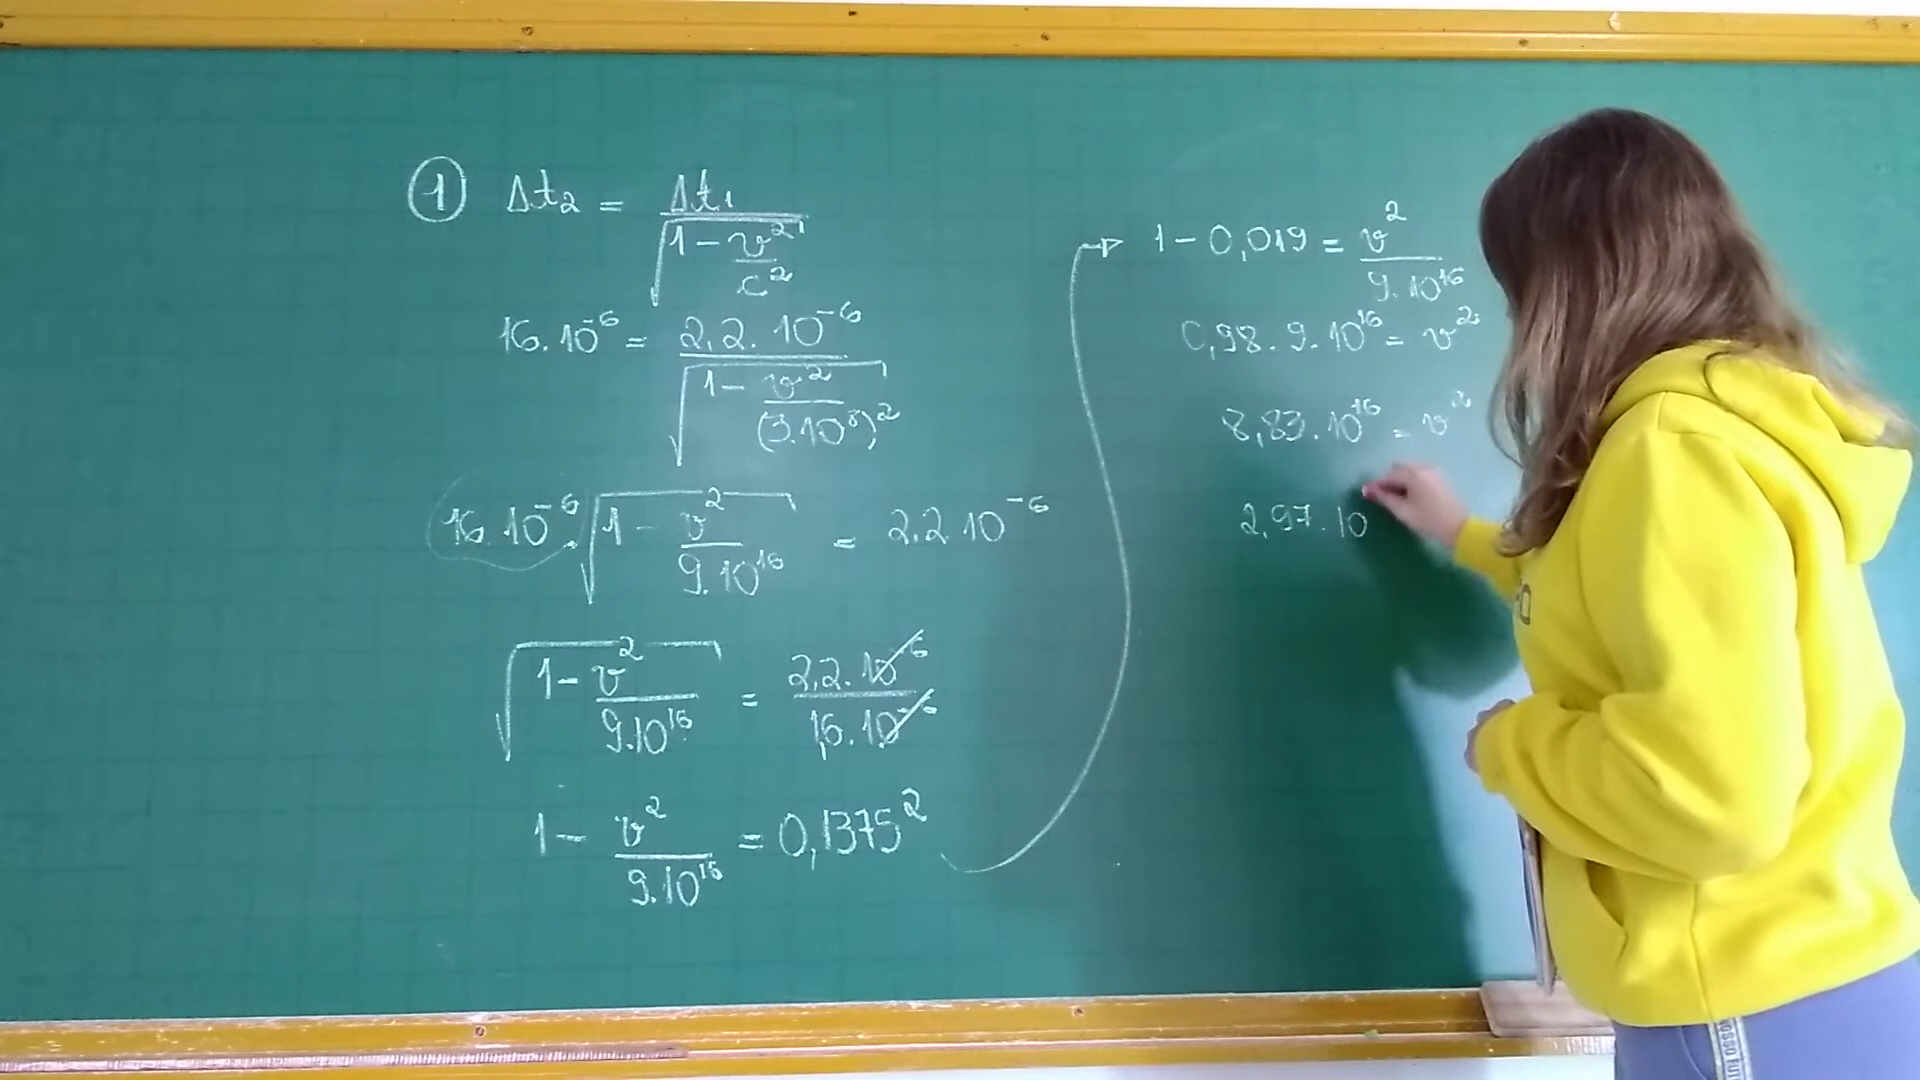 ① Δt₂ = Δt₁ / √(1 - v²/c²)
16.10⁻⁶ = 2,2.10⁻⁶ / √(1 - v²/(3.10⁸)²)
16.10⁻⁶.√(1 - v²/9.10¹⁶) = 2,2 10⁻⁶
√(1 - v²/9.10¹⁶) = 2,2.10⁻⁶ / 16.10⁻⁶
1 - v²/9.10¹⁶ = 0,1375²
→ 1 - 0,019 = v²/9.10¹⁶
0,98.9.10¹⁶ = v²
8,83.10¹⁶ = v²
2,97.10